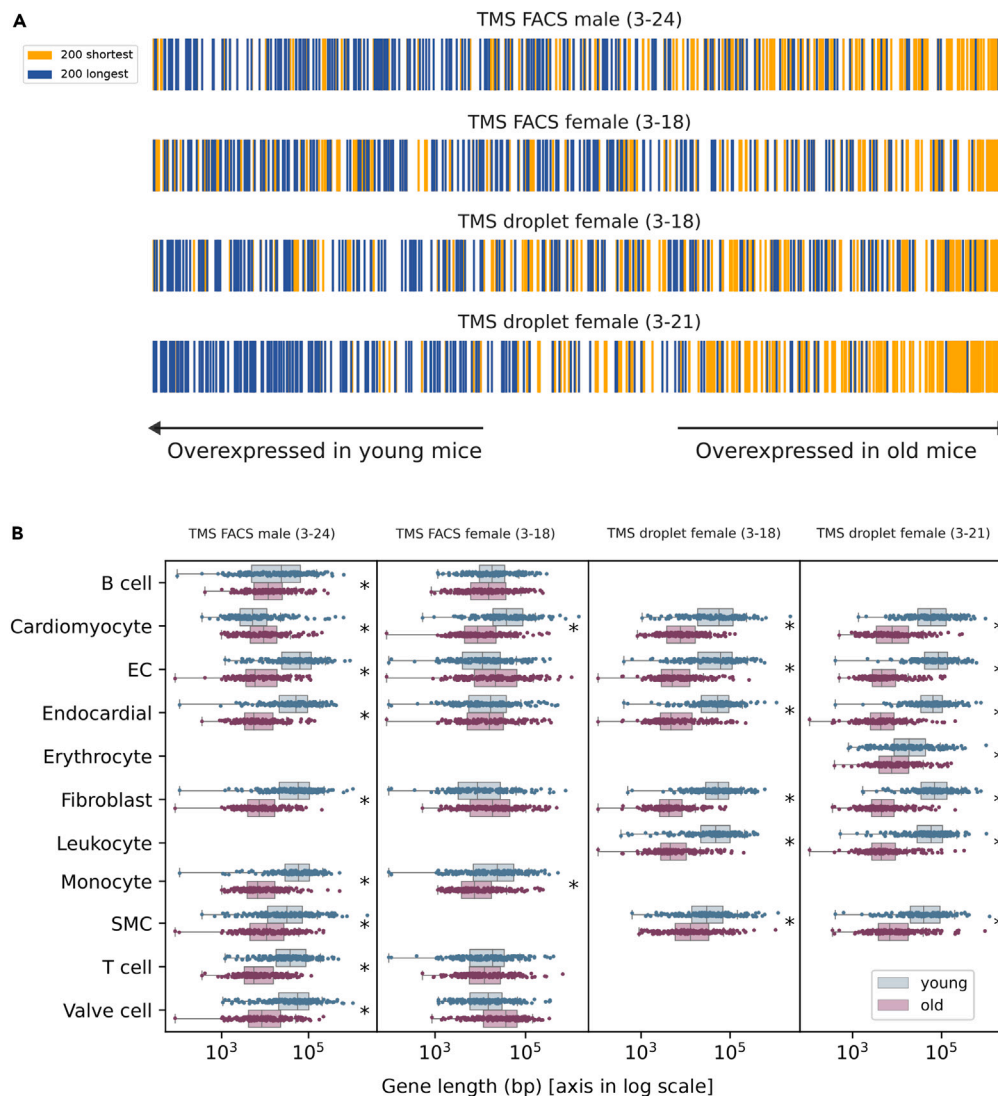 A
TMS FACS male (3-24)
200 shortest
200 longest
TMS FACS female (3-18)
TMS droplet female (3-18)
TMS droplet female (3-21)
Overexpressed in young mice
Overexpressed in old mice
B
TMS FACS male (3-24)
TMS FACS female (3-18)
TMS droplet female (3-18)
TMS droplet female (3-21)
B cell
*
Cardiomyocyte
* * * *
EC
* * *
Endocardial
* * *
Erythrocyte
*
Fibroblast
* * *
Leukocyte
* *
Monocyte
* *
SMC
* * *
T cell
*
Valve cell
*
young
old
10³ 10⁵ 10³ 10⁵ 10³ 10⁵ 10³ 10⁵
Gene length (bp) [axis in log scale]